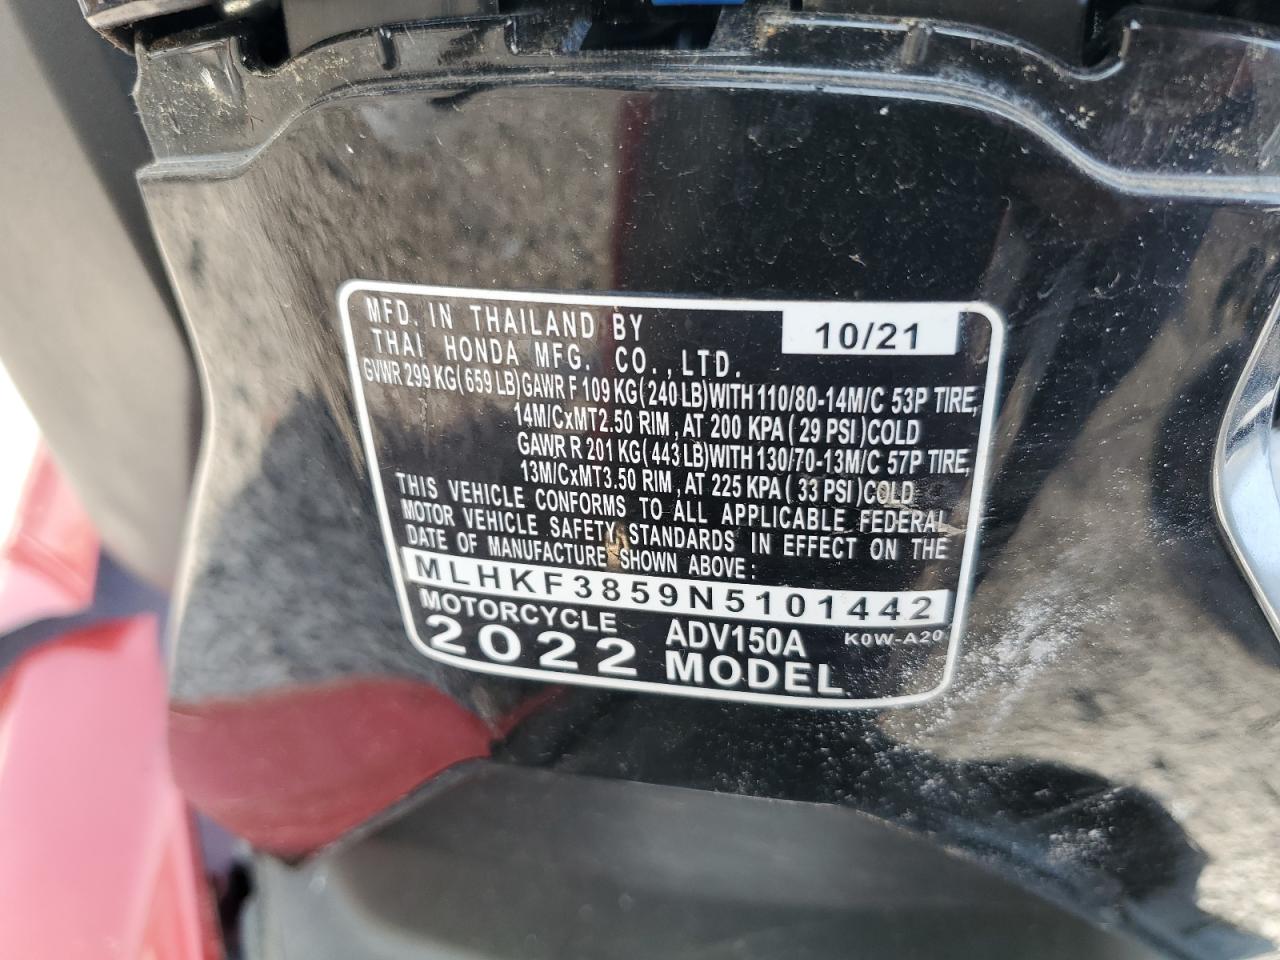 MFD. IN THAILAND BY 10/21
THAI HONDA MFG. CO., LTD.
GVWR 299 KG(659 LB)GAWR F 109 KG(240 LB)WITH 110/80-14M/C 53P TIRE,
14M/CxMT2.50 RIM, AT 200 KPA(29 PSI)COLD
GAWR R 201 KG(443 LB)WITH 130/70-13M/C 57P TIRE,
13M/CxMT3.50 RIM, AT 225 KPA(33 PSI)COLD
THIS VEHICLE CONFORMS TO ALL APPLICABLE FEDERAL
MOTOR VEHICLE SAFETY STANDARDS IN EFFECT ON THE
DATE OF MANUFACTURE SHOWN ABOVE:
MLHKF3859N5101442
MOTORCYCLE ADV150A K0W-A20
2022 MODEL